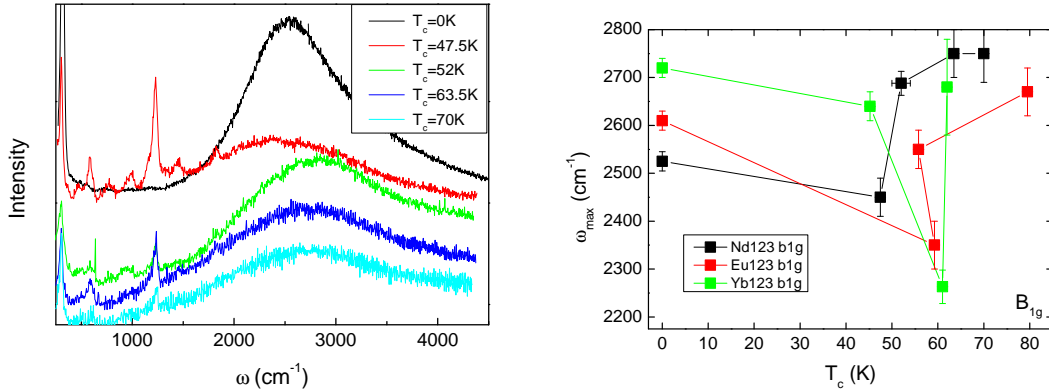 T_c=0K
T_c=47.5K
T_c=52K
T_c=63.5K
T_c=70K
Intensity
1000 2000 3000 4000
ω (cm⁻¹)
2800
2700
2600
2500
2400
2300
2200
ω_max (cm⁻¹)
Nd123 b1g
Eu123 b1g
Yb123 b1g
B_1g
0 10 20 30 40 50 60 70 80
T_c (K)